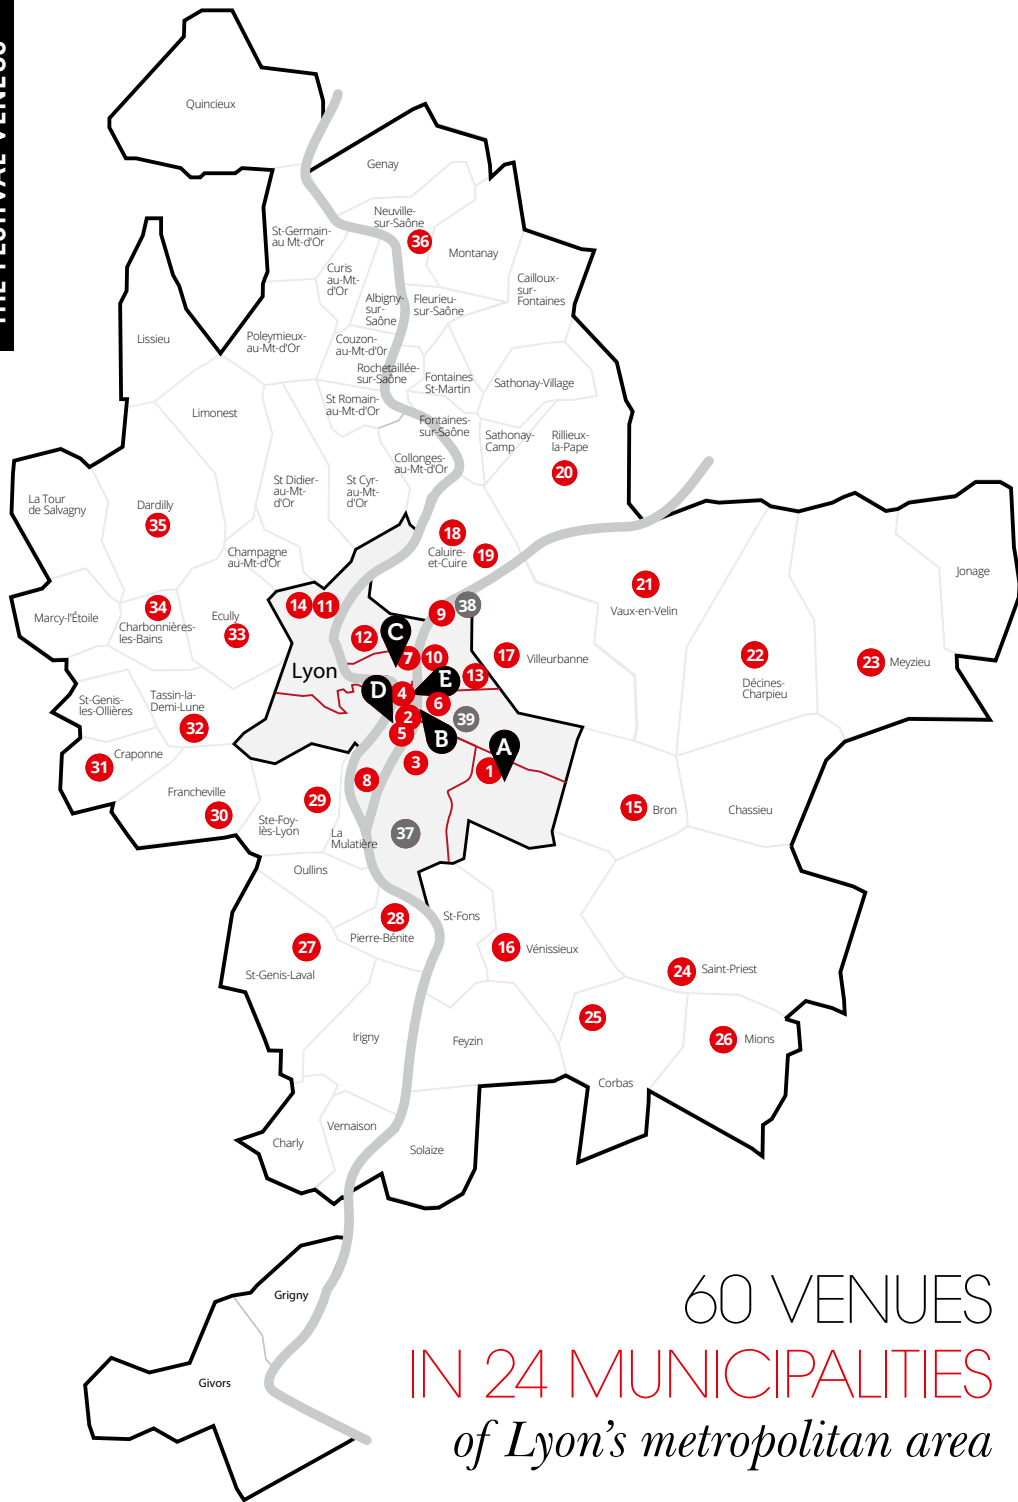 THE FESTIVAL VENUES
Quincieux
Genay
Neuville-
sur-Saône
36
St-Germain-
au Mt-d'Or
Montanay
Curis
au-Mt-
d'Or
Cailloux-
sur-
Fontaines
Albigny-
sur-
Saône
Fleurieu-
sur-Saône
Lissieu
Poleymieux-
au-Mt-d'Or
Couzon-
au-Mt-d'Or
Rochetaillée-
sur-Saône
Fontaines
St-Martin
Sathonay-Village
St Romain-
au-Mt-d'Or
Limonest
Fontaines-
sur-Saône
Sathonay-
Camp
Rillieux-
la-Pape
20
Collonges-
au-Mt-d'Or
St Didier-
au-Mt-
d'Or
St Cyr-
au-Mt-
d'Or
La Tour
de Salvagny
Dardilly
35
18
Caluire-
et-Cuire
19
Champagne
au-Mt-d'Or
Jonage
21
Vaux-en-Velin
14
11
9
38
34
Charbonnières-
les-Bains
Marcy-l'Étoile
Ecully
33
12
C
7
10
17
Villeurbanne
22
Décines-
Charpieu
23
Meyzieu
Lyon
13
E
D
4
6
2
39
5
B
A
St-Genis-
les-Ollières
Tassin-la-
Demi-Lune
32
Craponne
31
3
1
8
Francheville
30
29
Ste-Foy-
lès-Lyon
La
Mulatière
37
15
Bron
Chassieu
Oullins
28
Pierre-Bénite
St-Fons
27
St-Genis-Laval
16
Vénissieux
24
Saint-Priest
25
26
Mions
Irigny
Feyzin
Corbas
Vernaison
Charly
Solaize
Grigny
Givors
60 VENUES
IN 24 MUNICIPALITIES
of Lyon's metropolitan area